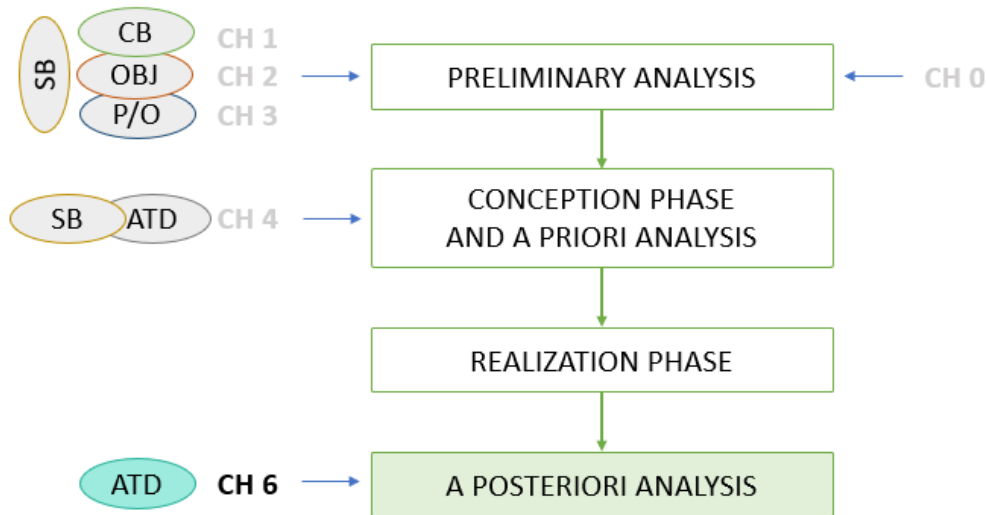 SB
CB
CH 1
OBJ
CH 2
P/O
CH 3
PRELIMINARY ANALYSIS
CH 0
SB
ATD
CH 4
CONCEPTION PHASE
AND A PRIORI ANALYSIS
REALIZATION PHASE
ATD
CH 6
A POSTERIORI ANALYSIS